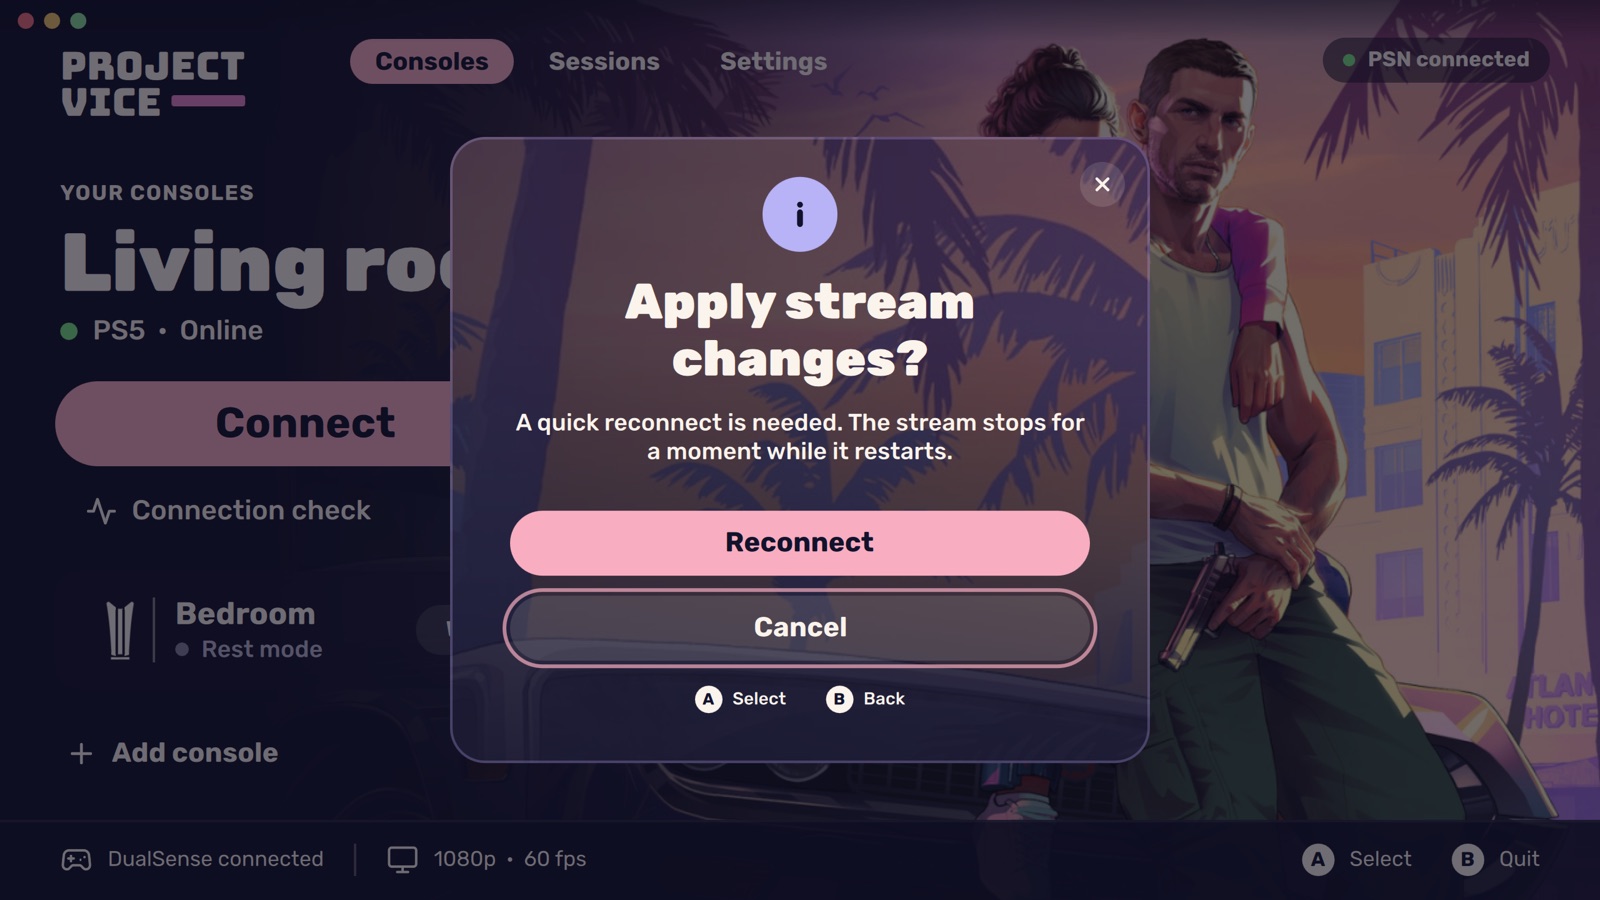 PROJECT
VICE
Consoles
Sessions
Settings
PSN connected
YOUR CONSOLES
Living roo
PS5 • Online
Connect
Connection check
Bedroom
Rest mode
Add console
i
Apply stream
changes?
A quick reconnect is needed. The stream stops for
a moment while it restarts.
Reconnect
Cancel
A Select
B Back
DualSense connected
1080p • 60 fps
A Select
B Quit